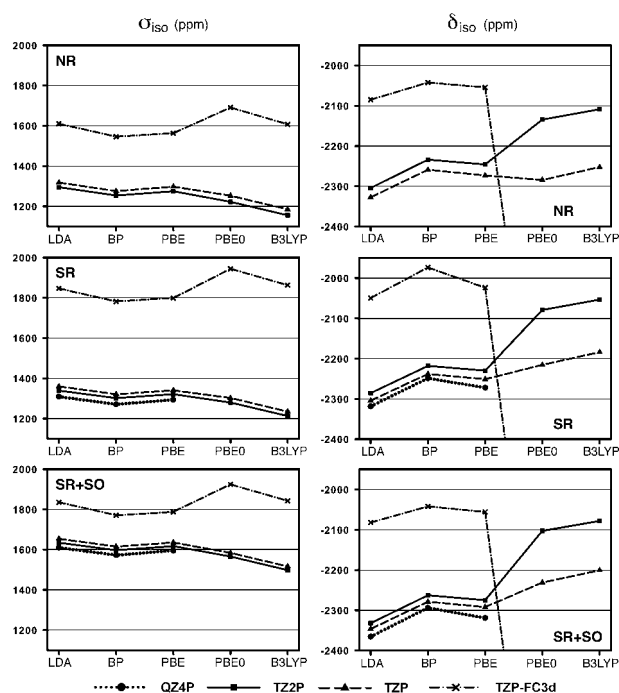 σiso (ppm) δiso (ppm)
2000
1800
1600
1400
1200
NR
LDA BP PBE PBE0 B3LYP
-2000
-2100
-2200
-2300
-2400
NR
LDA BP PBE PBE0 B3LYP
2000
1800
1600
1400
1200
SR
LDA BP PBE PBE0 B3LYP
-2000
-2100
-2200
-2300
-2400
SR
LDA BP PBE PBE0 B3LYP
2000
1800
1600
1400
1200
SR+SO
LDA BP PBE PBE0 B3LYP
-2000
-2100
-2200
-2300
-2400
SR+SO
LDA BP PBE PBE0 B3LYP
QZ4P TZ2P TZP TZP-FC3d